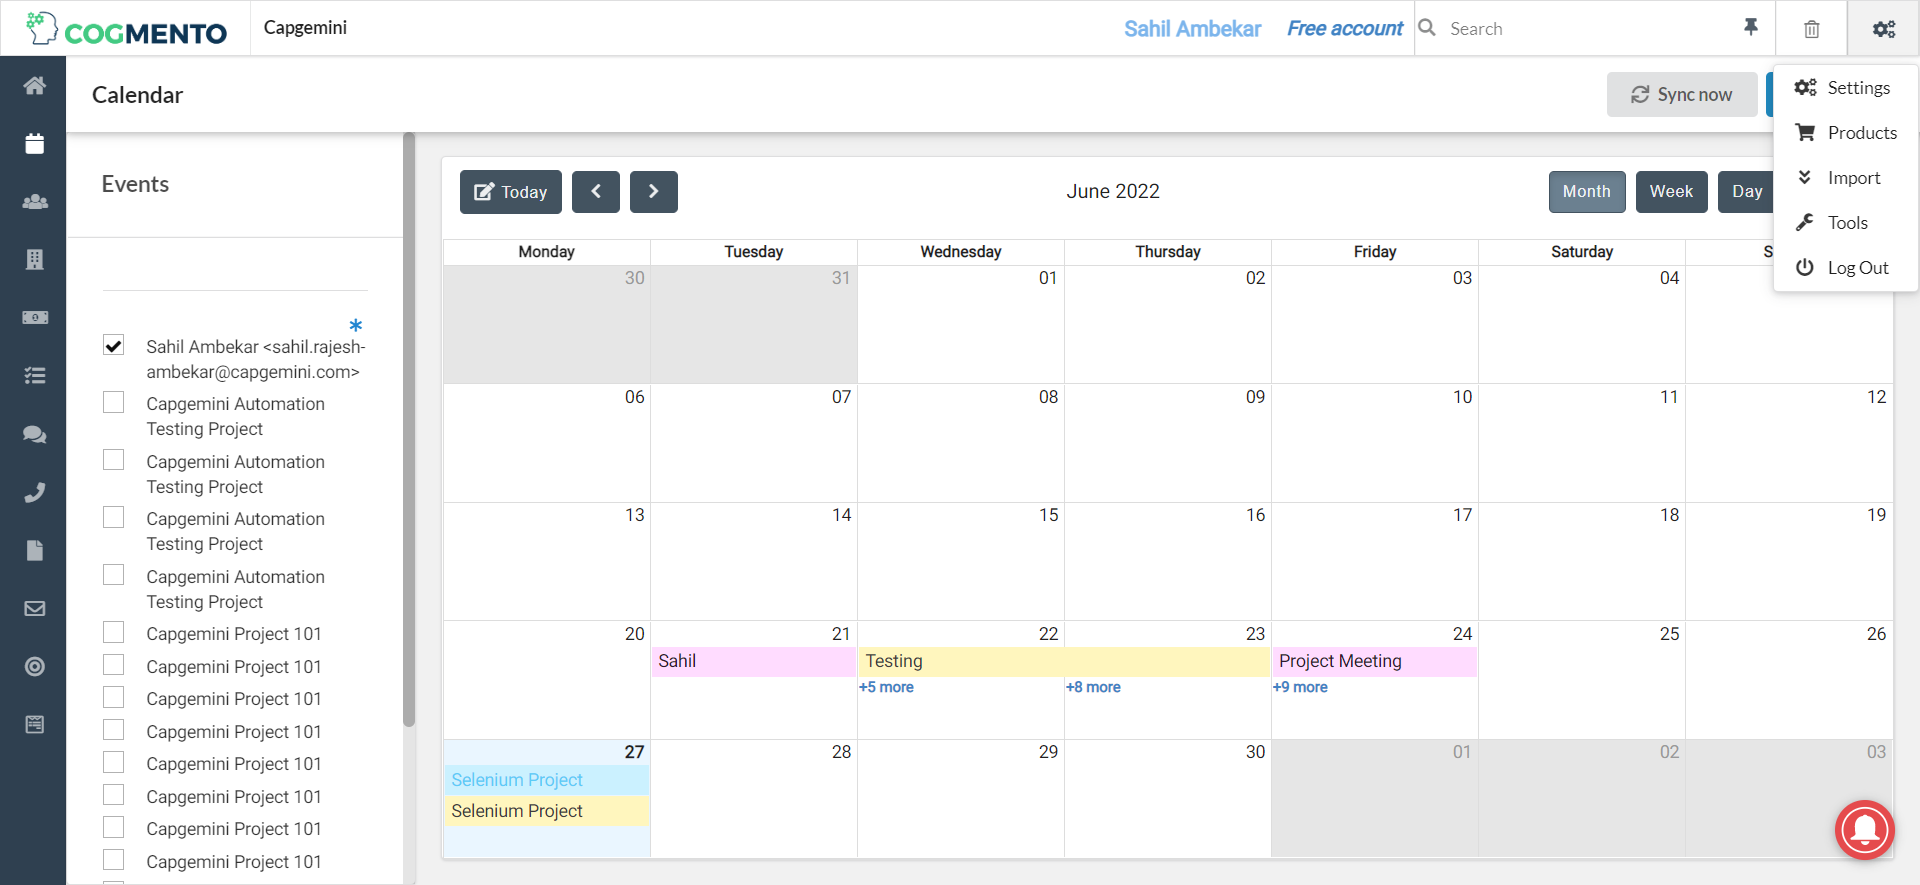 COGMENTO
Capgemini
Sahil Ambekar
Free account
Search
Calendar
Sync now
Settings
Products
Import
Tools
Log Out
Events
Sahil Ambekar <sahil.rajesh-
ambekar@capgemini.com>
Capgemini Automation
Testing Project
Capgemini Automation
Testing Project
Capgemini Automation
Testing Project
Capgemini Automation
Testing Project
Capgemini Project 101
Capgemini Project 101
Capgemini Project 101
Capgemini Project 101
Capgemini Project 101
Capgemini Project 101
Capgemini Project 101
Capgemini Project 101
Today
June 2022
Month Week Day
Monday Tuesday Wednesday Thursday Friday Saturday S
30 31 01 02 03 04
06 07 08 09 10 11 12
13 14 15 16 17 18 19
20 21 22 23 24 25 26
Sahil Testing Project Meeting
+5 more +8 more +9 more
27 28 29 30 01 02 03
Selenium Project
Selenium Project